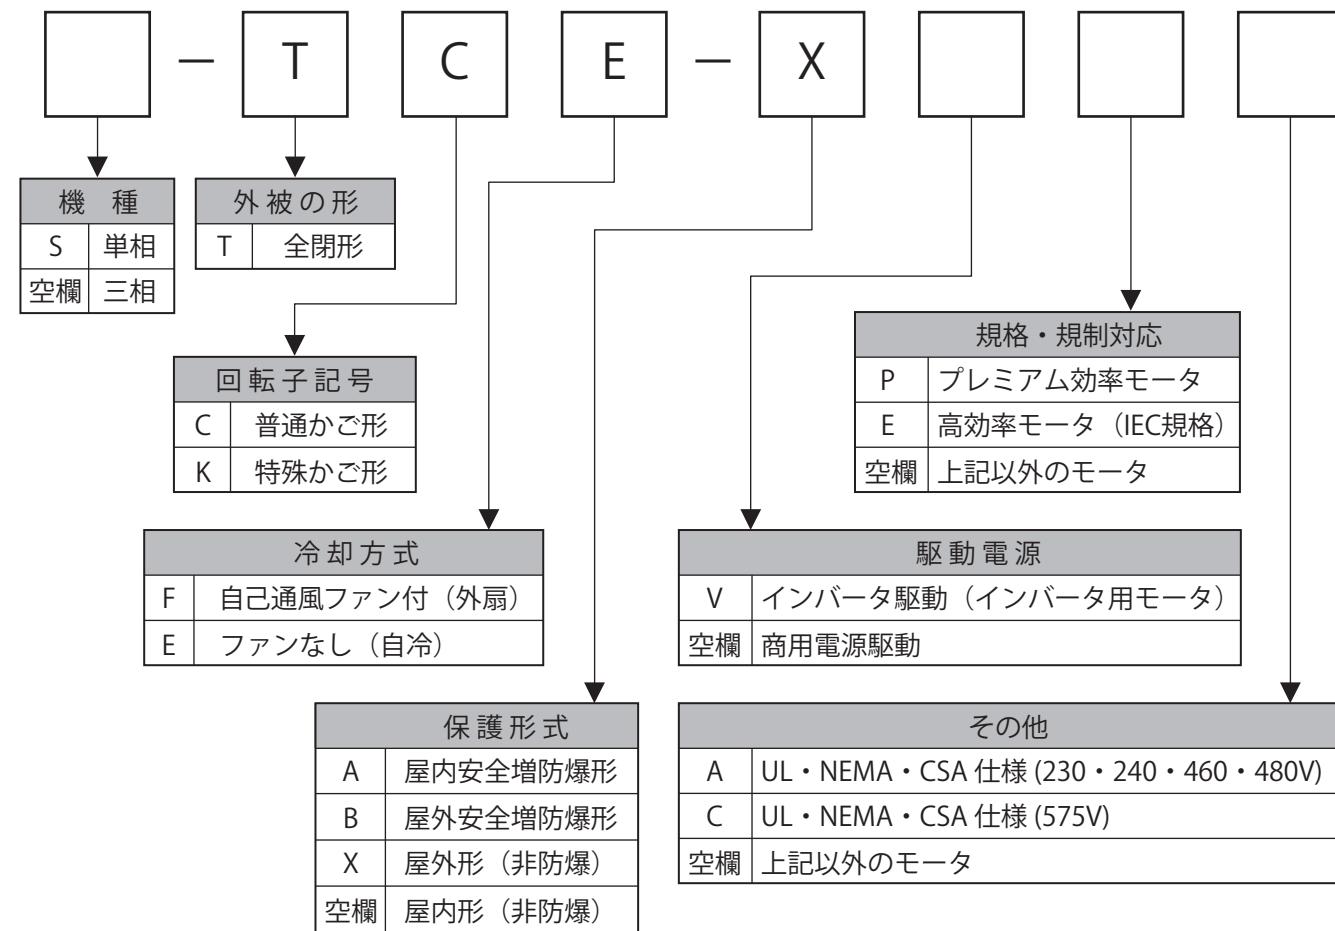 － T C E － X
機 種
S 単相
空欄 三相
外被の形
T 全閉形
回転子記号
C 普通かご形
K 特殊かご形
規格・規制対応
P プレミアム効率モータ
E 高効率モータ（IEC規格）
空欄 上記以外のモータ
冷却方式
F 自己通風ファン付（外扇）
E ファンなし（自冷）
駆動電源
V インバータ駆動（インバータ用モータ）
空欄 商用電源駆動
保護形式
A 屋内安全増防爆形
B 屋外安全増防爆形
X 屋外形（非防爆）
空欄 屋内形（非防爆）
その他
A UL・NEMA・CSA 仕様 (230・240・460・480V)
C UL・NEMA・CSA 仕様 (575V)
空欄 上記以外のモータ